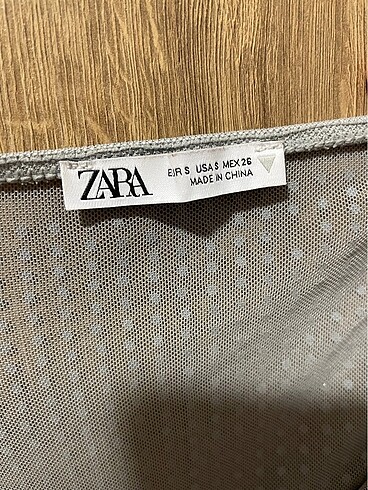 ZARA
EUR S USA S MEX 26
MADE IN CHINA